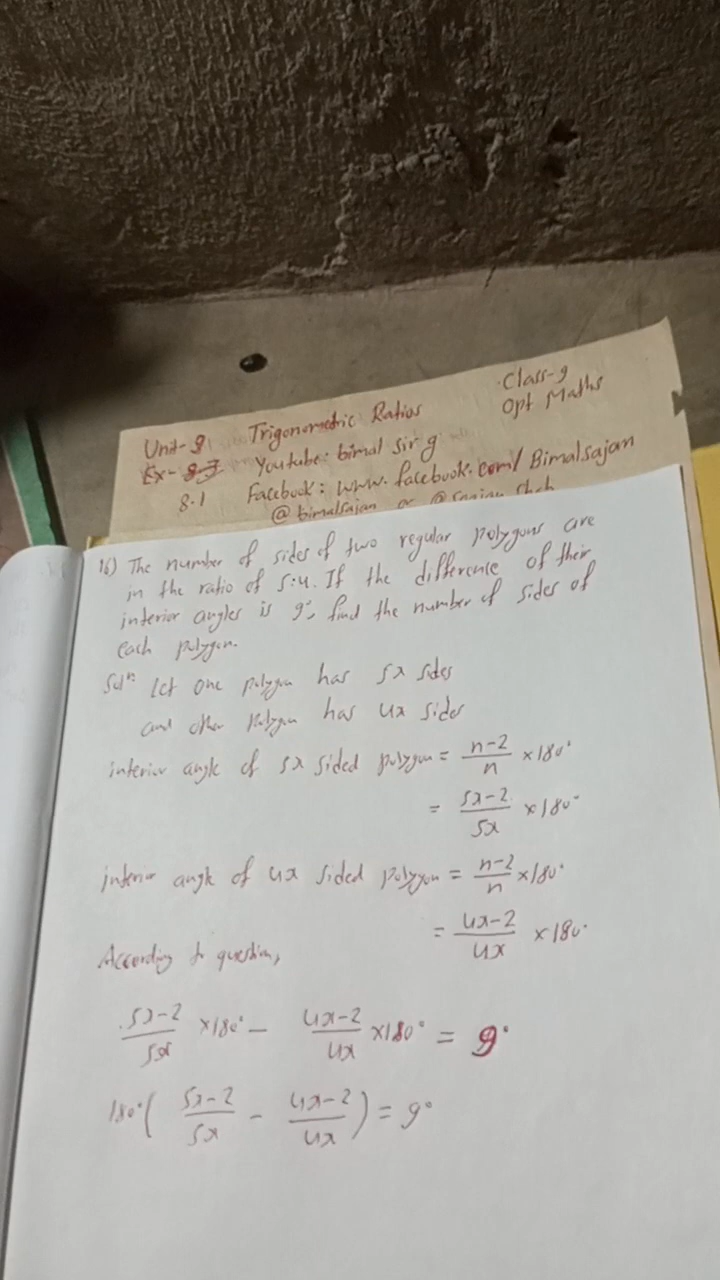 Unit-9 Trigonometric Ratios Class-9
Ex- 8.1 Youtube: bimal sir g Opt Maths
Facebook: www.facebook.com/Bimalsajan
@bimalsajan or
16) The number of sides of two regular polygons are
in the ratio of 5:4. If the difference of their
interior angles is 9°, find the number of sides of
each polygon.
Solⁿ Let one polygon has 5x sides
and other polygon has 4x sides
interior angle of 5x sided polygon = n-2/n ×180°
= 5x-2/5x ×180°
interior angle of 4x sided polygon = n-2/n ×180°
= 4x-2/4x ×180°
According to question,
5x-2/5x ×180° - 4x-2/4x ×180° = 9°
180° ( 5x-2/5x - 4x-2/4x ) = 9°